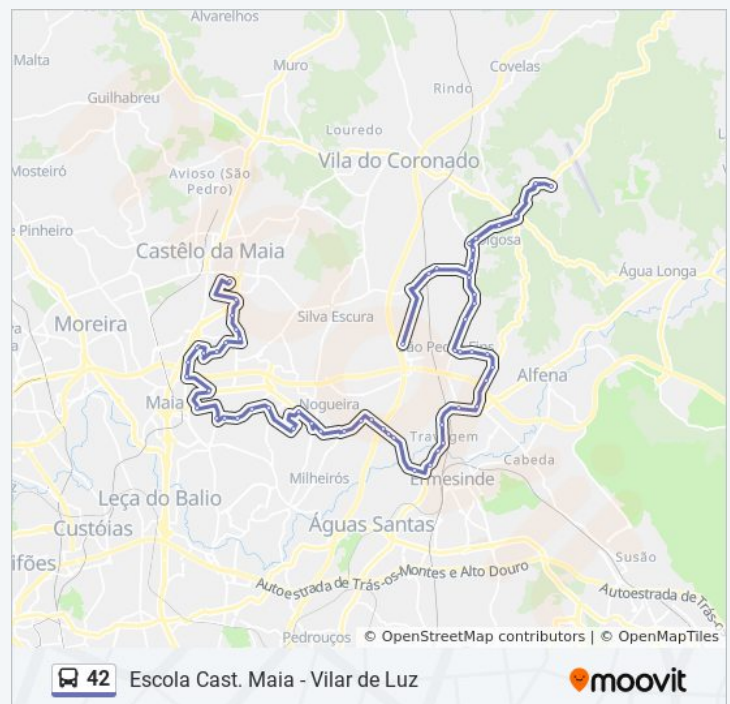 Alvarelhos
Malta
Muro
Covelas
Guilhabreu
Rindo
Louredo
Vila do Coronado
Mosteiró
Avioso (São
Pedro)
e Pinheiro
Castêlo da Maia
Água Longa
Silva Escura
Moreira
Alfena
Maia
Nogueira
Travagem
Cabeda
Milheirós
Ermesinde
Leça do Balio
Custóias
Águas Santas
ifões
Susão
Autoestrada de Trás-os-Montes e Alto Douro
Autoestrada de Trás-o
Pedrouços
© OpenStreetMap contributors | © OpenMapTiles
42 Escola Cast. Maia - Vilar de Luz
moovit